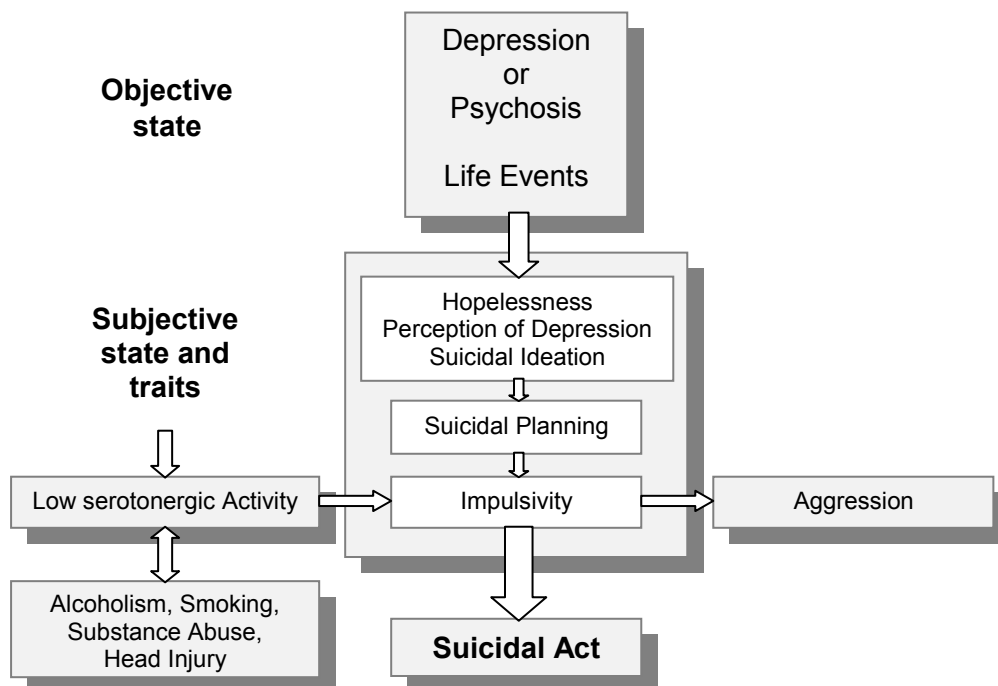 Depression
or
Psychosis
Life Events
Objective
state
Hopelessness
Perception of Depression
Suicidal Ideation
Subjective
state and
traits
Suicidal Planning
Low serotonergic Activity
Impulsivity
Aggression
Alcoholism, Smoking,
Substance Abuse,
Head Injury
Suicidal Act